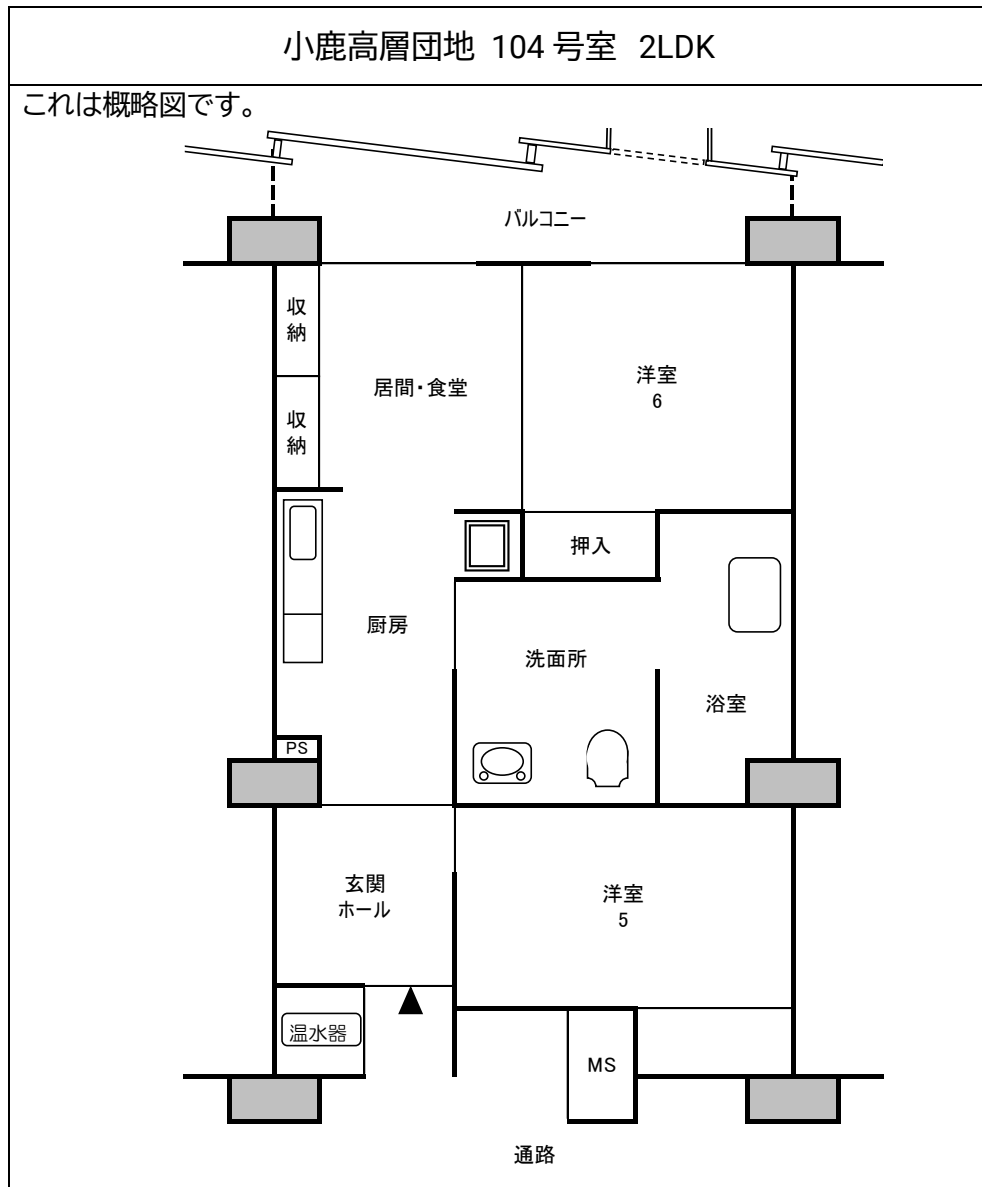 小鹿高層団地 104号室 2LDK
これは概略図です。
バルコニー
収
納
居間・食堂
洋室
6
収
納
押入
厨房
洗面所
浴室
PS
玄関
ホール
洋室
5
温水器
MS
通路